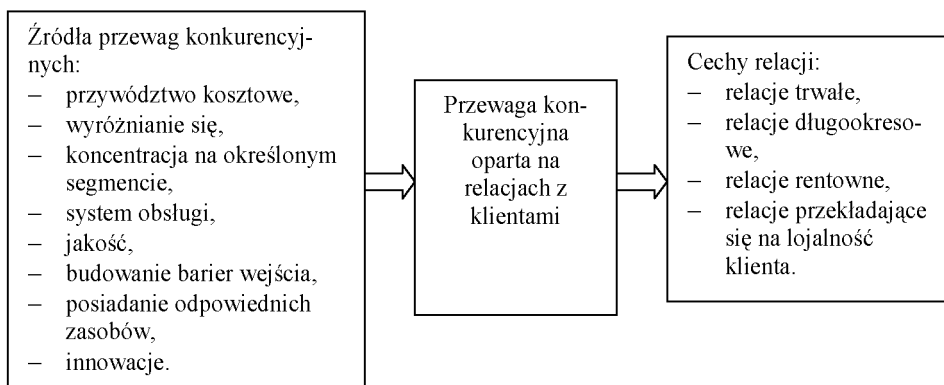 Źródła przewag konkurencyj-
nych:
– przywództwo kosztowe,
– wyróżnianie się,
– koncentracja na określonym
segmencie,
– system obsługi,
– jakość,
– budowanie barier wejścia,
– posiadanie odpowiednich
zasobów,
– innowacje.
Przewaga kon-
kurencyjna
oparta na
relacjach z
klientami
Cechy relacji:
– relacje trwałe,
– relacje długookreso-
we,
– relacje rentowne,
– relacje przekładające
się na lojalność
klienta.